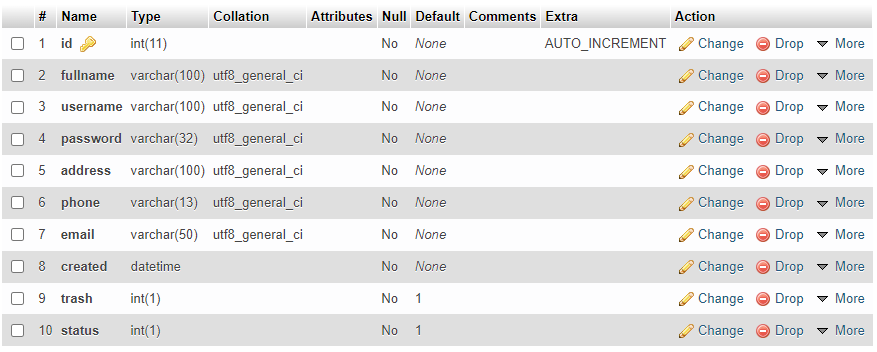 # Name Type Collation Attributes Null Default Comments Extra Action
1 id int(11) No None AUTO_INCREMENT Change Drop More
2 fullname varchar(100) utf8_general_ci No None Change Drop More
3 username varchar(100) utf8_general_ci No None Change Drop More
4 password varchar(32) utf8_general_ci No None Change Drop More
5 address varchar(100) utf8_general_ci No None Change Drop More
6 phone varchar(13) utf8_general_ci No None Change Drop More
7 email varchar(50) utf8_general_ci No None Change Drop More
8 created datetime No None Change Drop More
9 trash int(1) No 1 Change Drop More
10 status int(1) No 1 Change Drop More